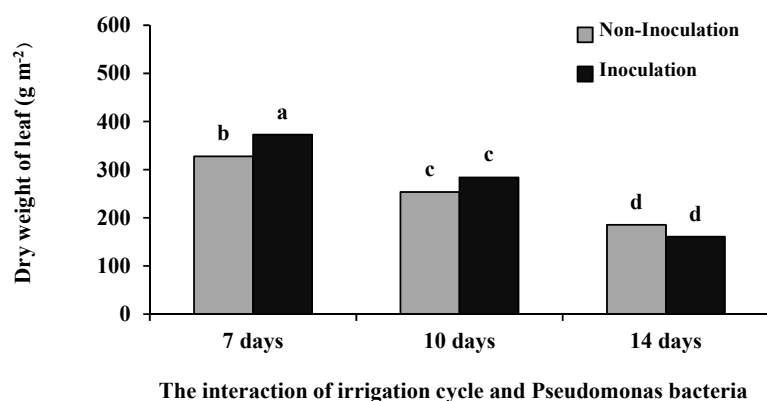 600
500
400
300
200
100
0
Dry weight of leaf (g m⁻²)
Non-Inoculation
Inoculation
b
a
c
c
d
d
7 days
10 days
14 days
The interaction of irrigation cycle and Pseudomonas bacteria